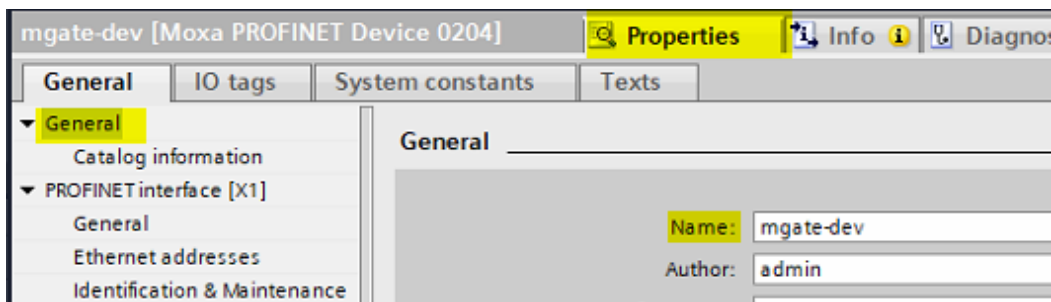 mgate-dev [Moxa PROFINET Device 0204] Properties Info Diagnos
General IO tags System constants Texts
General
Catalog information
PROFINET interface [X1]
General
Ethernet addresses
Identification & Maintenance
General
Name: mgate-dev
Author: admin